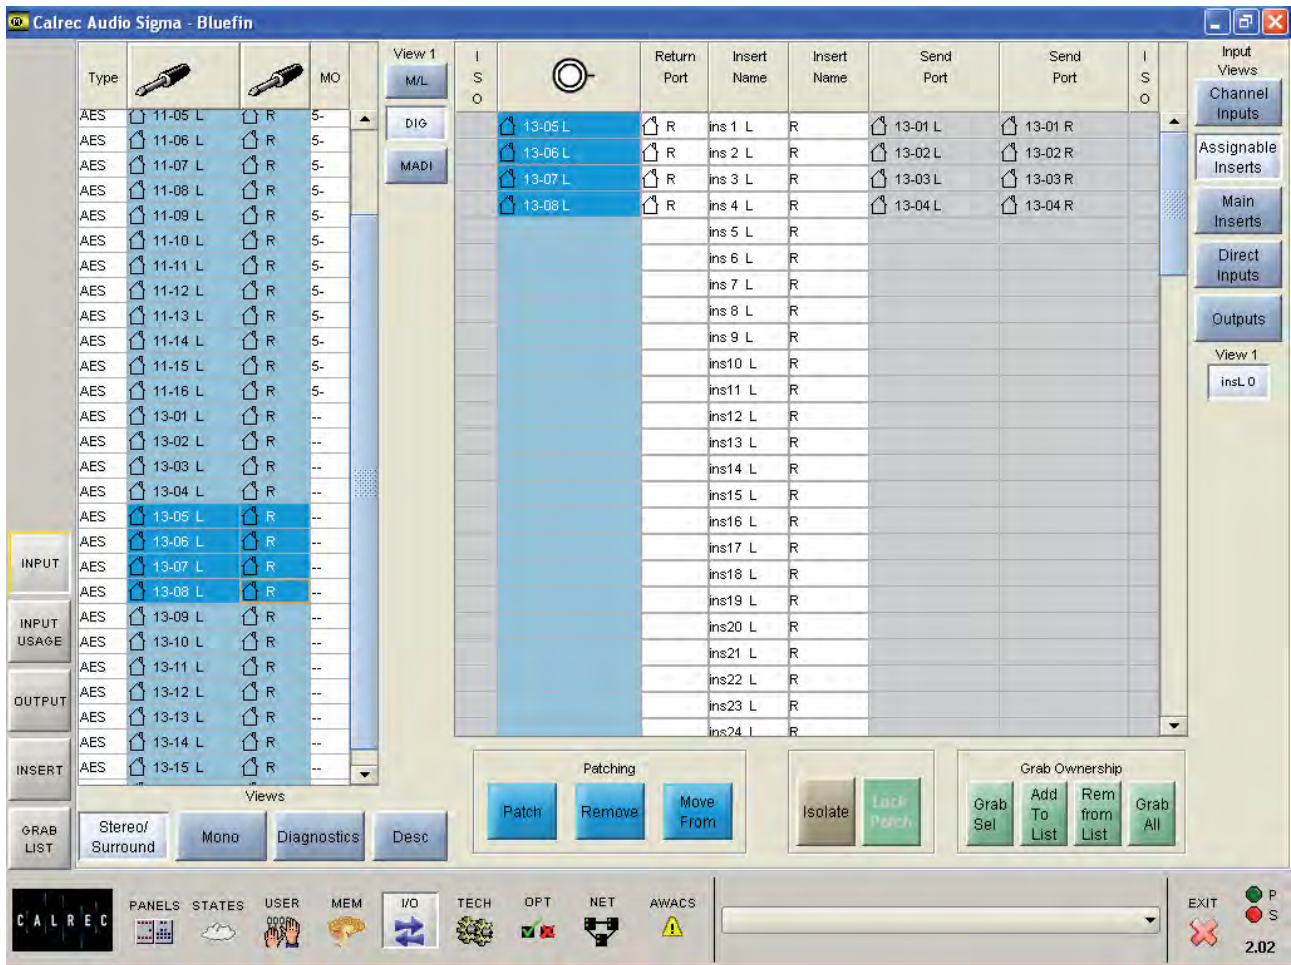 Calrec Audio Sigma - Bluefin
Type MO
AES 11-05 L R 5-
AES 11-06 L R 5-
AES 11-07 L R 5-
AES 11-08 L R 5-
AES 11-09 L R 5-
AES 11-10 L R 5-
AES 11-11 L R 5-
AES 11-12 L R 5-
AES 11-13 L R 5-
AES 11-14 L R 5-
AES 11-15 L R 5-
AES 11-16 L R 5-
AES 13-01 L R --
AES 13-02 L R --
AES 13-03 L R --
AES 13-04 L R --
AES 13-05 L R --
AES 13-06 L R --
AES 13-07 L R --
AES 13-08 L R --
AES 13-09 L R --
AES 13-10 L R --
AES 13-11 L R --
AES 13-12 L R --
AES 13-13 L R --
AES 13-14 L R --
AES 13-15 L R --
View 1
M/L
DIG
MADI
ISO Return Port Insert Name Insert Name Send Port Send Port ISO
13-05 L R ins 1 L R 13-01 L 13-01 R
13-06 L R ins 2 L R 13-02 L 13-02 R
13-07 L R ins 3 L R 13-03 L 13-03 R
13-08 L R ins 4 L R 13-04 L 13-04 R
ins 5 L R
ins 6 L R
ins 7 L R
ins 8 L R
ins 9 L R
ins10 L R
ins11 L R
ins12 L R
ins13 L R
ins14 L R
ins15 L R
ins16 L R
ins17 L R
ins18 L R
ins19 L R
ins20 L R
ins21 L R
ins22 L R
ins23 L R
ins24 L R
Input
Views
Channel
Inputs
Assignable
Inserts
Main
Inserts
Direct
Inputs
Outputs
View 1
insL 0
INPUT
INPUT
USAGE
OUTPUT
INSERT
GRAB
LIST
Views
Stereo/
Surround
Mono
Diagnostics
Desc
Patching
Patch
Remove
Move
From
Isolate
Lock
Patch
Grab Ownership
Grab
Sel
Add
To
List
Rem
from
List
Grab
All
CALREC
PANELS STATES USER MEM I/O TECH OPT NET AWACS
EXIT
P
S
2.02